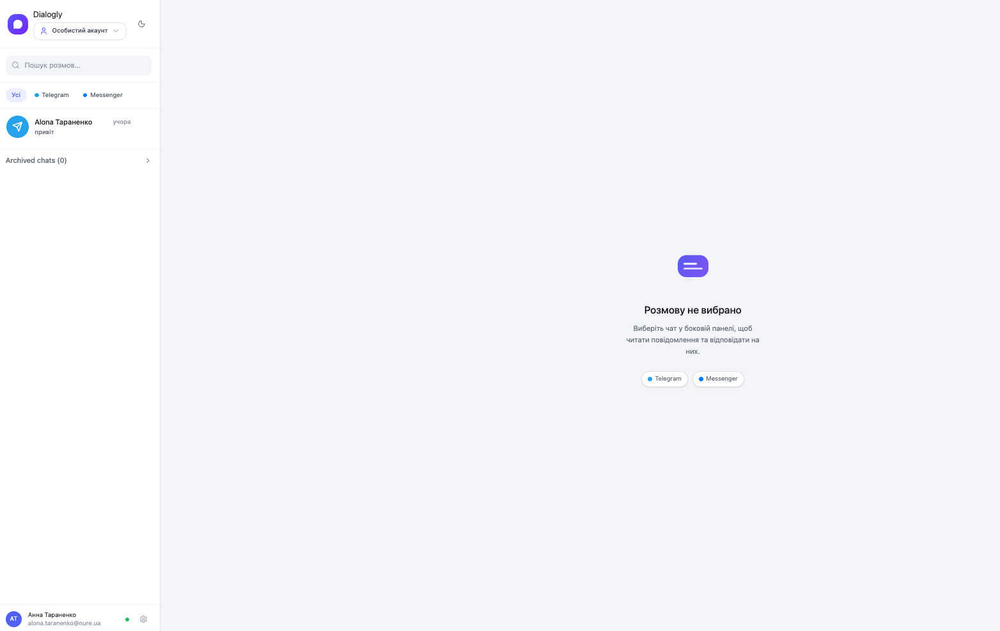 Dialogly
Особистий акаунт
Пошук розмов...
Усі
Telegram
Messenger
Alona Тараненко
учора
привіт
Archived chats (0)
Розмову не вибрано
Виберіть чат у боковій панелі, щоб
читати повідомлення та відповідати на
них.
Telegram
Messenger
AT
Анна Тараненко
alona.taranenko@nure.ua